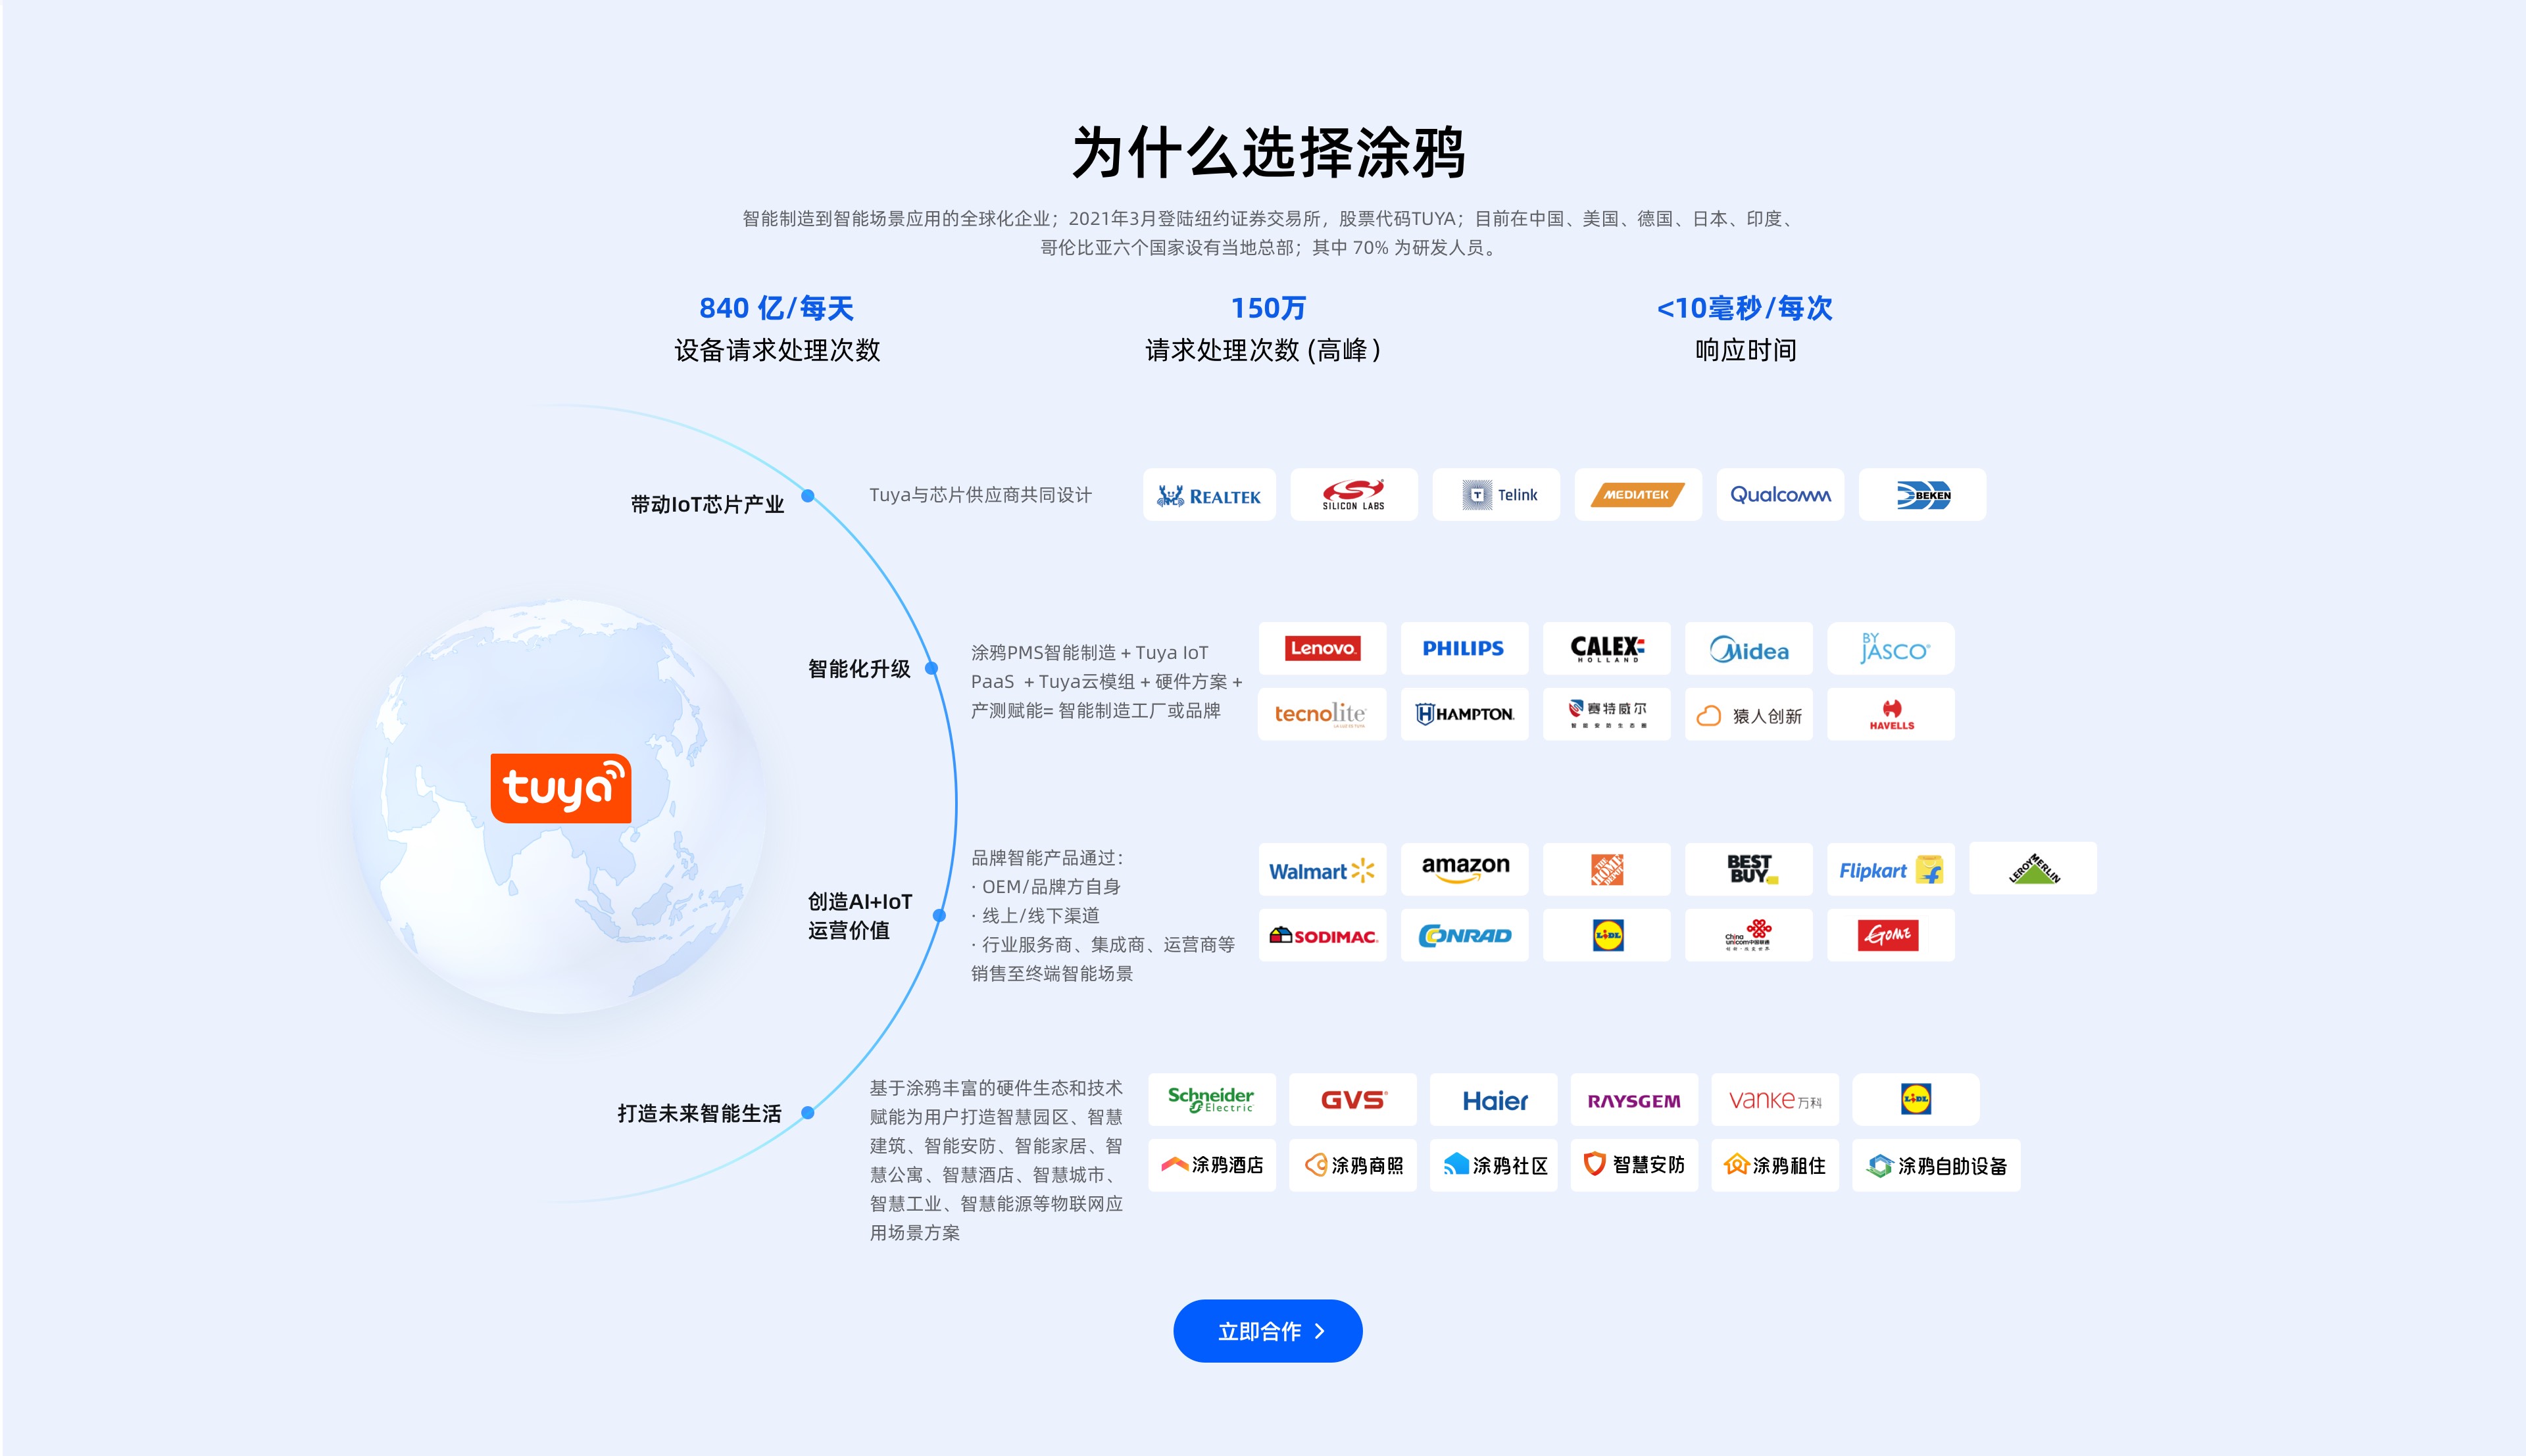 为什么选择涂鸦
智能制造到智能场景应用的全球化企业；2021年3月登陆纽约证券交易所，股票代码TUYA；目前在中国、美国、德国、日本、印度、
哥伦比亚六个国家设有当地总部；其中 70% 为研发人员。
840 亿/每天
设备请求处理次数
150万
请求处理次数 (高峰)
<10毫秒/每次
响应时间
tuya
带动IoT芯片产业
Tuya与芯片供应商共同设计
REALTEK
SILICON LABS
Telink
MEDIATEK
Qualcomm
BEKEN
智能化升级
涂鸦PMS智能制造 + Tuya IoT
PaaS + Tuya云模组 + 硬件方案 +
产测赋能= 智能制造工厂或品牌
Lenovo
PHILIPS
CALEX
HOLLAND
Midea
BY
JASCO
tecnolite
HAMPTON
赛特威尔
智能安防生态圈
猿人创新
HAVELLS
创造AI+IoT
运营价值
品牌智能产品通过：
· OEM/品牌方自身
· 线上/线下渠道
· 行业服务商、集成商、运营商等
销售至终端智能场景
Walmart
amazon
THE HOME DEPOT
BEST
BUY
Flipkart
LEROY MERLIN
SODIMAC
CONRAD
LIDL
China
unicom中国联通
GOME
打造未来智能生活
基于涂鸦丰富的硬件生态和技术
赋能为用户打造智慧园区、智慧
建筑、智能安防、智能家居、智
慧公寓、智慧酒店、智慧城市、
智慧工业、智慧能源等物联网应
用场景方案
Schneider
Electric
GVS
Haier
RAYSGEM
vanke万科
LIDL
涂鸦酒店
涂鸦商照
涂鸦社区
智慧安防
涂鸦租住
涂鸦自助设备
立即合作